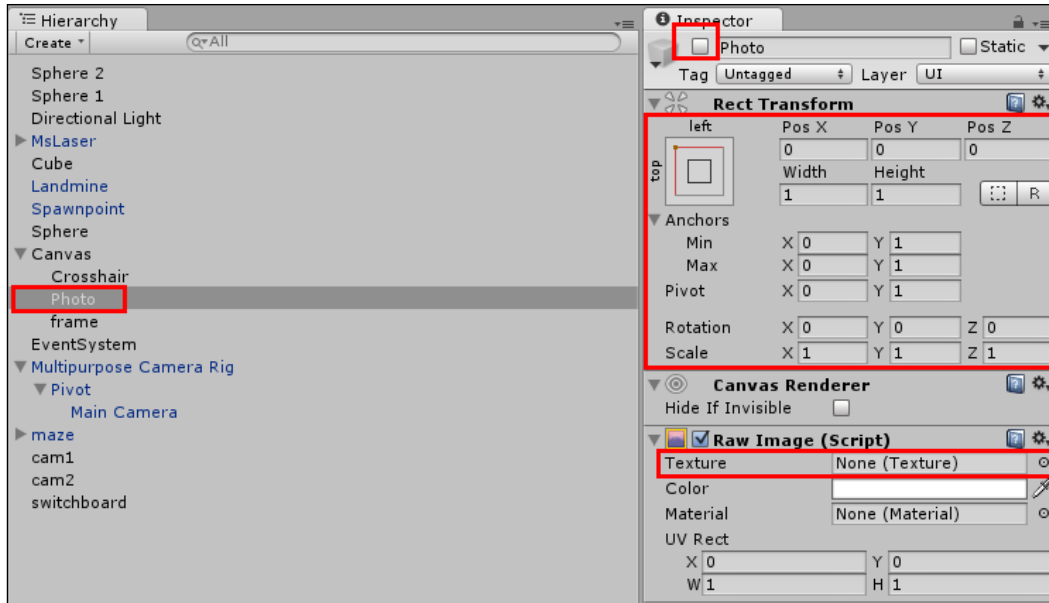 Hierarchy
Create
All
Sphere 2
Sphere 1
Directional Light
MsLaser
Cube
Landmine
Spawnpoint
Sphere
Canvas
Crosshair
Photo
frame
EventSystem
Multipurpose Camera Rig
Pivot
Main Camera
maze
cam1
cam2
switchboard
Inspector
Photo Static
Tag Untagged Layer UI
Rect Transform
left Pos X Pos Y Pos Z
top 0 0 0
Width Height
1 1 R
Anchors
Min X 0 Y 1
Max X 0 Y 1
Pivot X 0 Y 1
Rotation X 0 Y 0 Z 0
Scale X 1 Y 1 Z 1
Canvas Renderer
Hide If Invisible
Raw Image (Script)
Texture None (Texture)
Color
Material None (Material)
UV Rect
X 0 Y 0
W 1 H 1